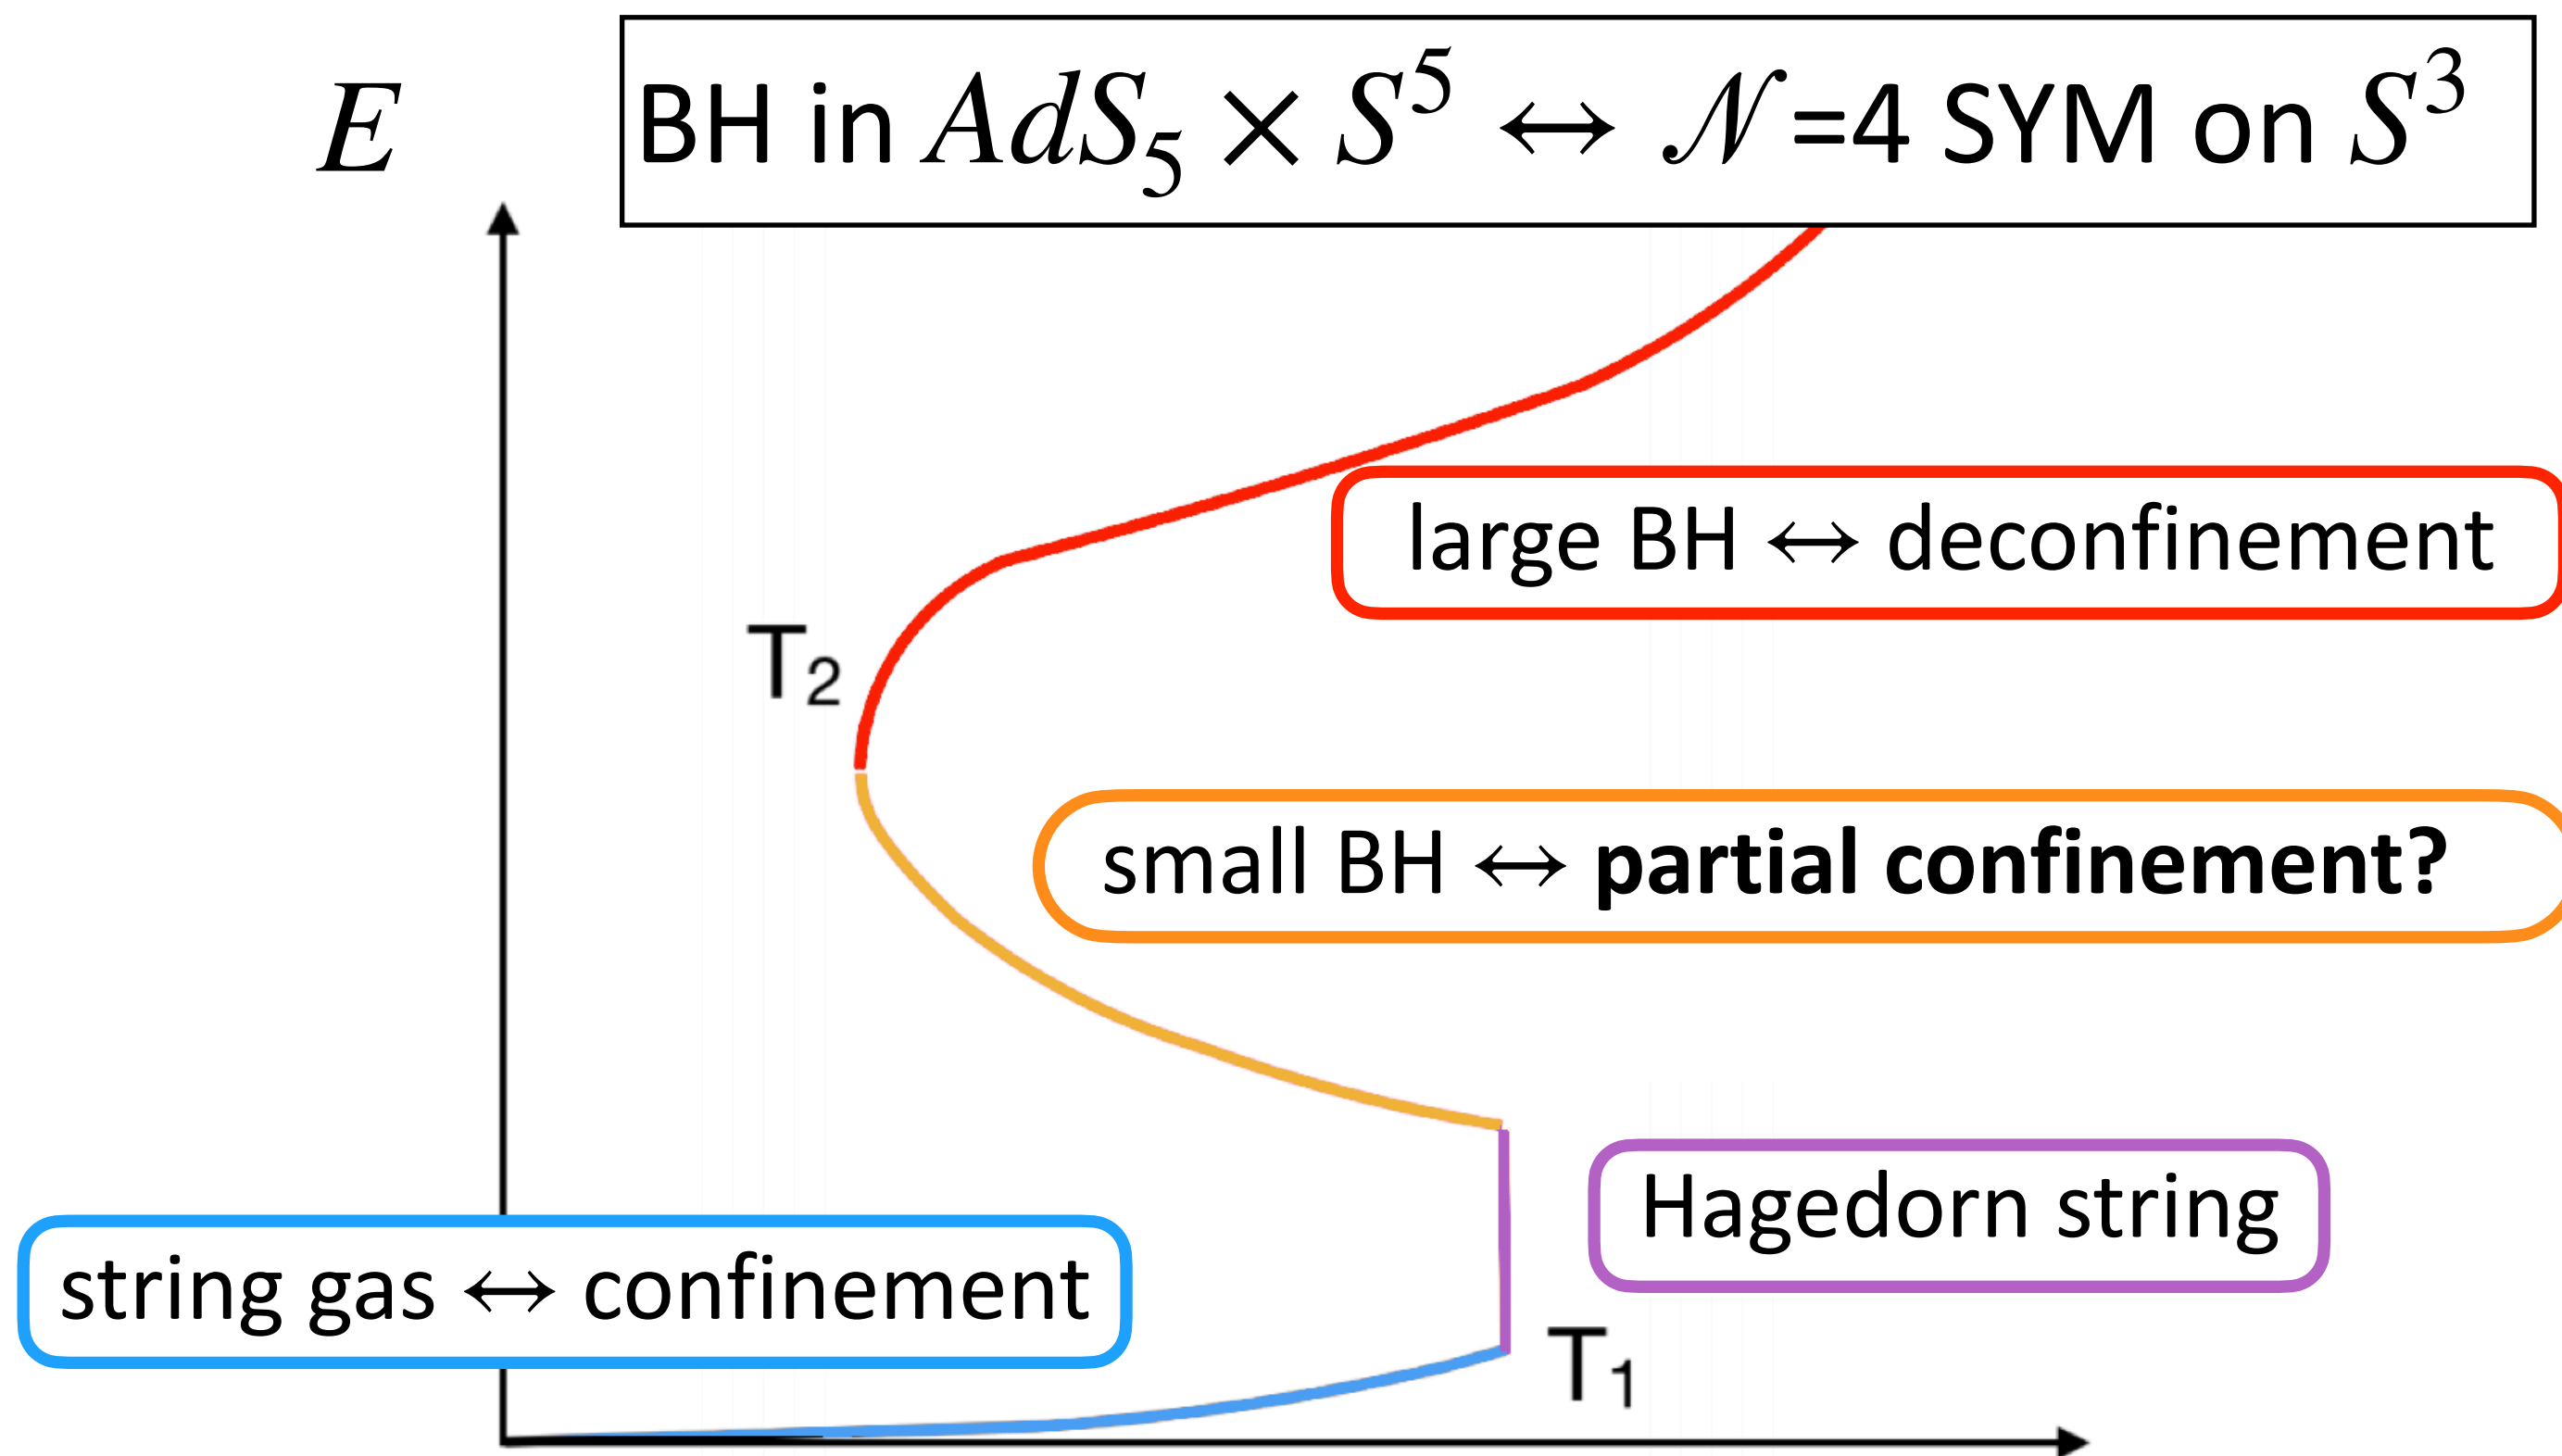 E
BH in AdS₅ × S⁵ ↔ 𝒩=4 SYM on S³
large BH ↔ deconfinement
T₂
small BH ↔ partial confinement?
Hagedorn string
string gas ↔ confinement
T₁